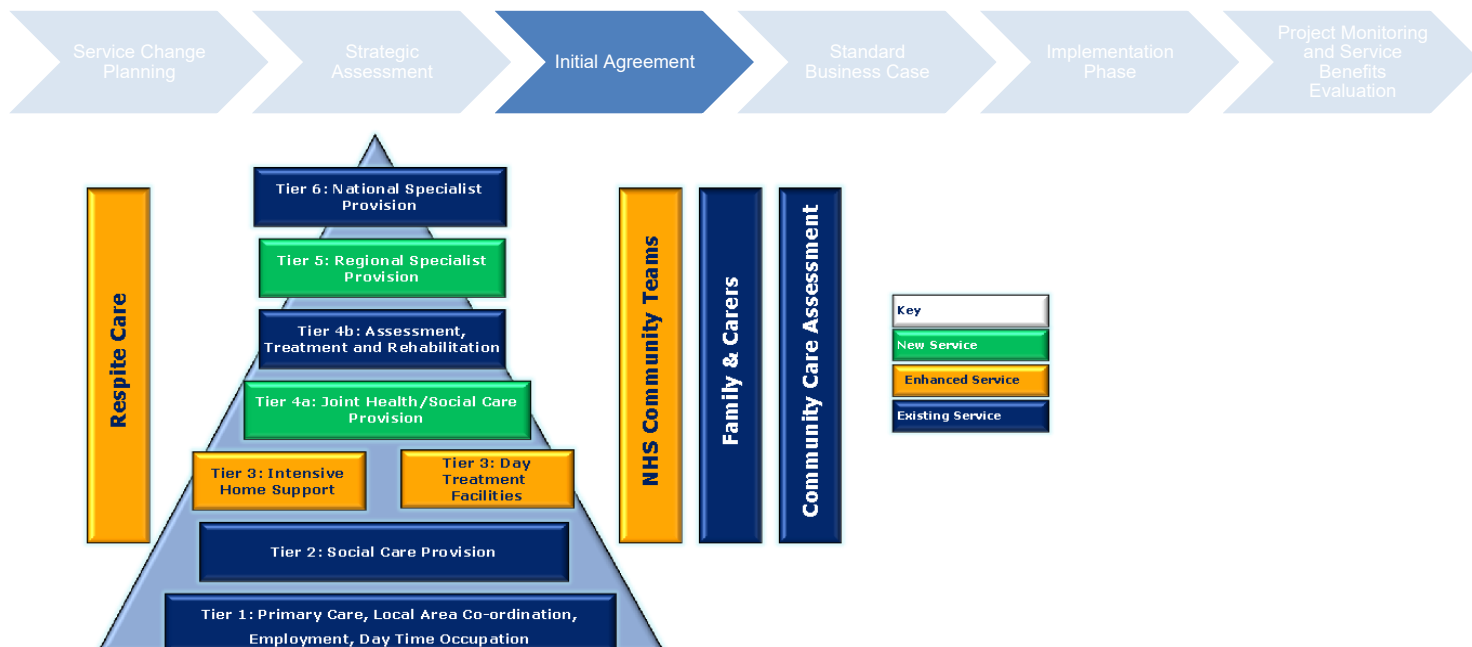 Service Change
Planning
Strategic
Assessment
Initial Agreement
Standard
Business Case
Implementation
Phase
Project Monitoring
and Service
Benefits
Evaluation
Respite Care
Tier 6: National Specialist
Provision
Tier 5: Regional Specialist
Provision
Tier 4b: Assessment,
Treatment and Rehabilitation
Tier 4a: Joint Health/Social Care
Provision
Tier 3: Intensive
Home Support
Tier 3: Day
Treatment
Facilities
Tier 2: Social Care Provision
Tier 1: Primary Care, Local Area Co-ordination,
Employment, Day Time Occupation
NHS Community Teams
Family & Carers
Community Care Assessment
Key
New Service
Enhanced Service
Existing Service